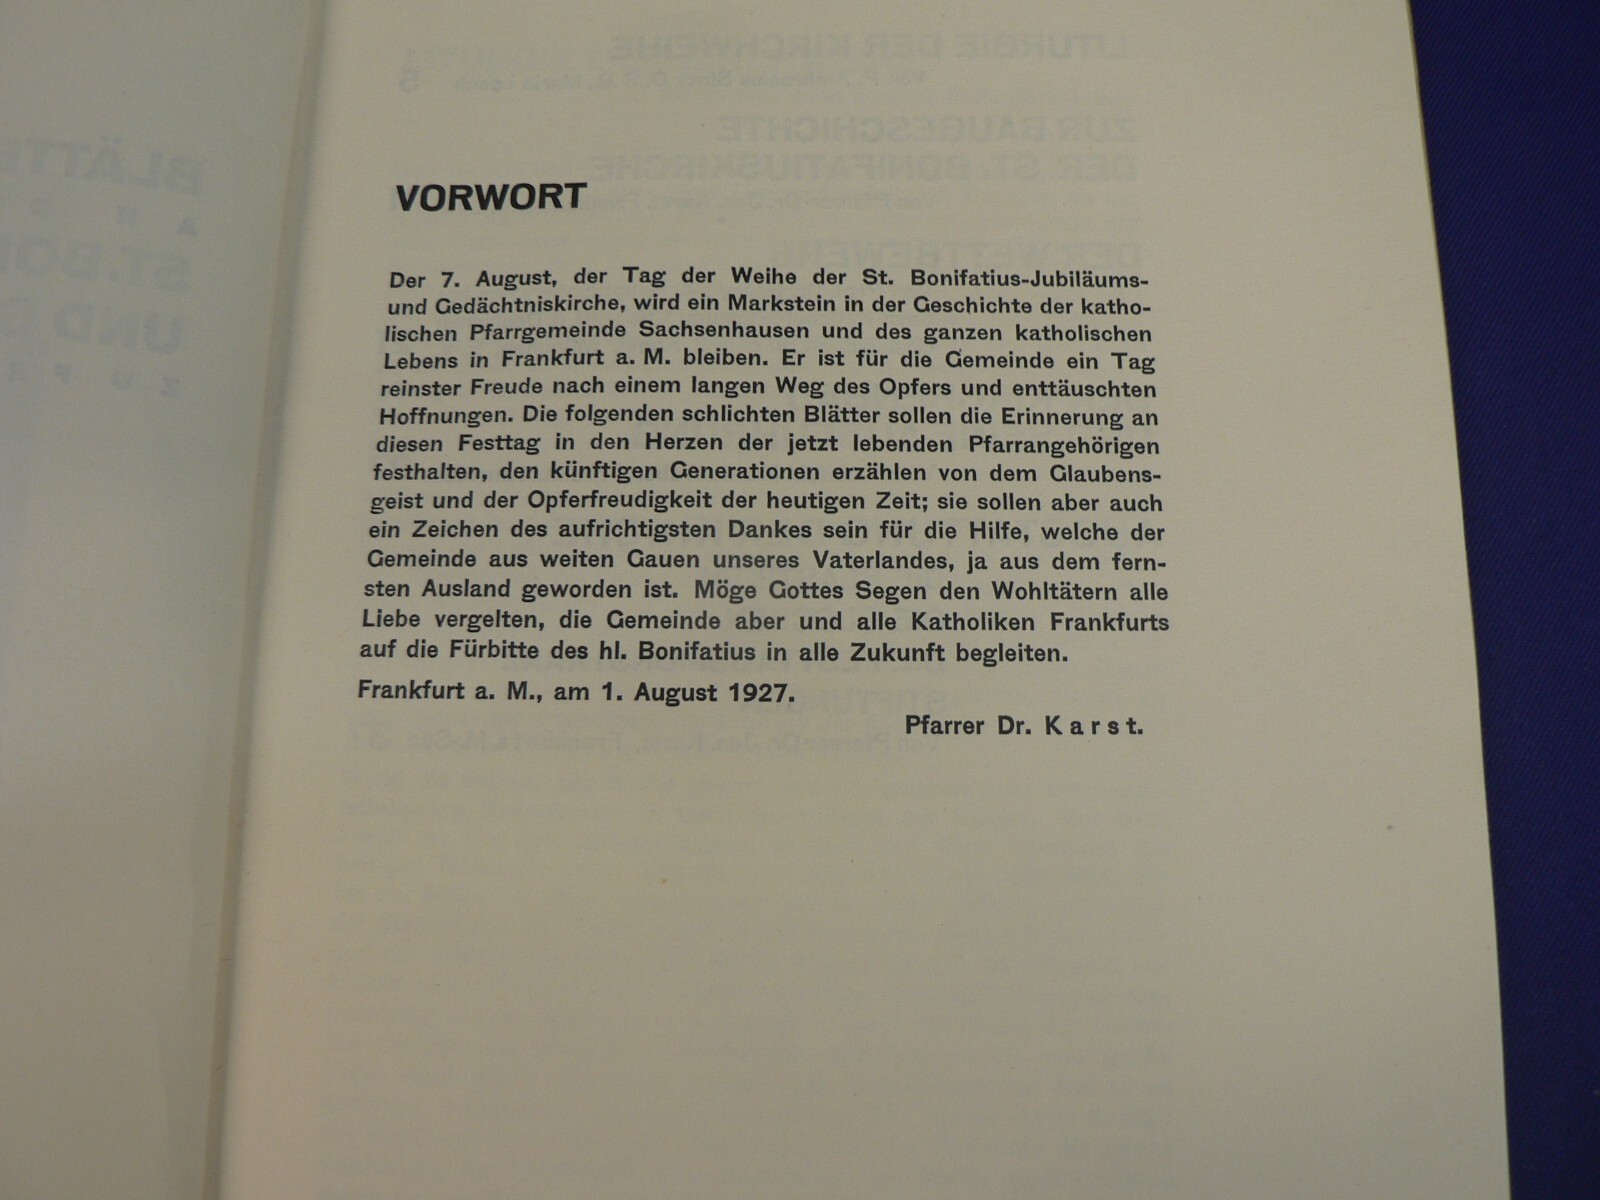 VORWORT
Der 7. August, der Tag der Weihe der St. Bonifatius-Jubiläums-
und Gedächtniskirche, wird ein Markstein in der Geschichte der katho-
lischen Pfarrgemeinde Sachsenhausen und des ganzen katholischen
Lebens in Frankfurt a. M. bleiben. Er ist für die Gemeinde ein Tag
reinster Freude nach einem langen Weg des Opfers und enttäuschten
Hoffnungen. Die folgenden schlichten Blätter sollen die Erinnerung an
diesen Festtag in den Herzen der jetzt lebenden Pfarrangehörigen
festhalten, den künftigen Generationen erzählen von dem Glaubens-
geist und der Opferfreudigkeit der heutigen Zeit; sie sollen aber auch
ein Zeichen des aufrichtigsten Dankes sein für die Hilfe, welche der
Gemeinde aus weiten Gauen unseres Vaterlandes, ja aus dem fern-
sten Ausland geworden ist. Möge Gottes Segen den Wohltätern alle
Liebe vergelten, die Gemeinde aber und alle Katholiken Frankfurts
auf die Fürbitte des hl. Bonifatius in alle Zukunft begleiten.
Frankfurt a. M., am 1. August 1927.
Pfarrer Dr. Karst.